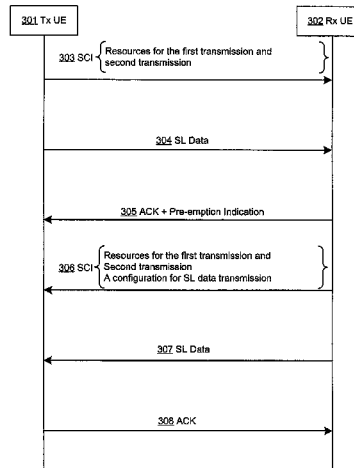 301 Tx UE
302 Rx UE
303 SCI
Resources for the first transmission and
second transmission
304 SL Data
305 ACK + Pre-emption Indication
306 SCI
Resources for the first transmission and
Second transmission
A configuration for SL data transmission
307 SL Data
308 ACK